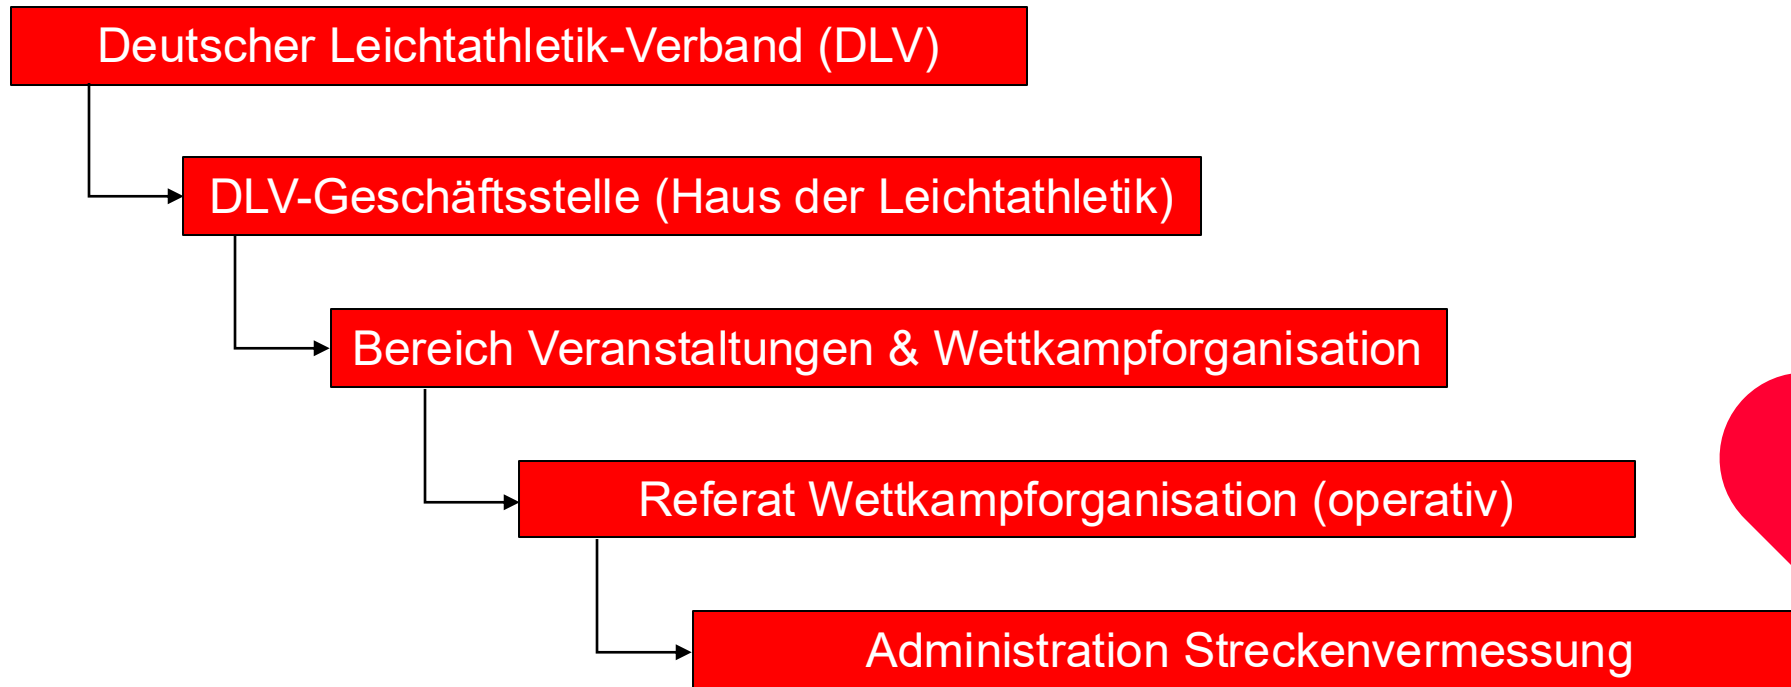 Deutscher Leichtathletik-Verband (DLV)
DLV-Geschäftsstelle (Haus der Leichtathletik)
Bereich Veranstaltungen & Wettkampforganisation
Referat Wettkampforganisation (operativ)
Administration Streckenvermessung